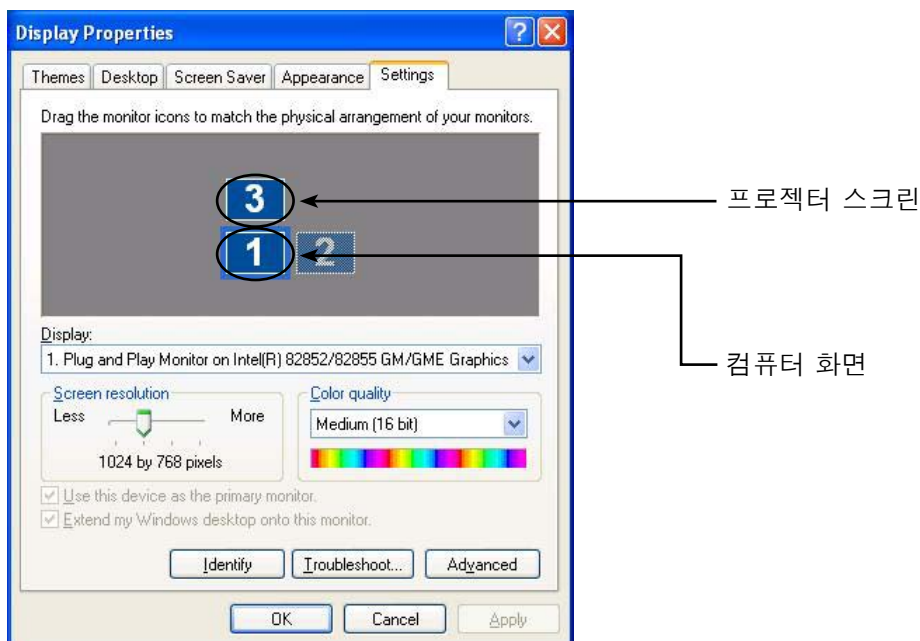 Display Properties
Themes Desktop Screen Saver Appearance Settings
Drag the monitor icons to match the physical arrangement of your monitors.
3
프로젝터 스크린
1 2
Display:
1. Plug and Play Monitor on Intel(R) 82852/82855 GM/GME Graphics
컴퓨터 화면
Screen resolution
Less More
1024 by 768 pixels
Color quality
Medium (16 bit)
Use this device as the primary monitor.
Extend my Windows desktop onto this monitor.
Identify Troubleshoot... Advanced
OK Cancel Apply